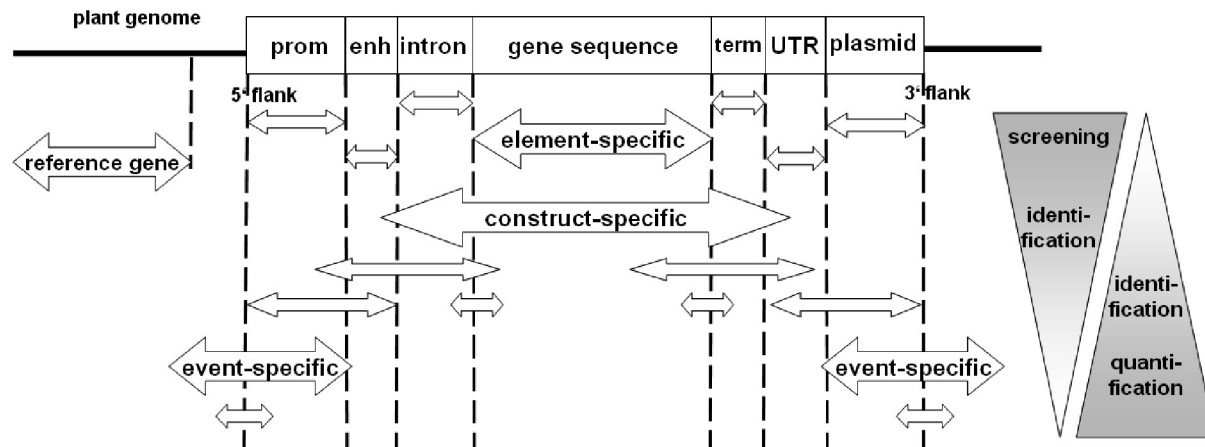 plant genome
prom enh intron gene sequence term UTR plasmid
5‘ flank
3‘ flank
element-specific
reference gene
construct-specific
event-specific
event-specific
screening
identi-
fication
identi-
fication
quanti-
fication